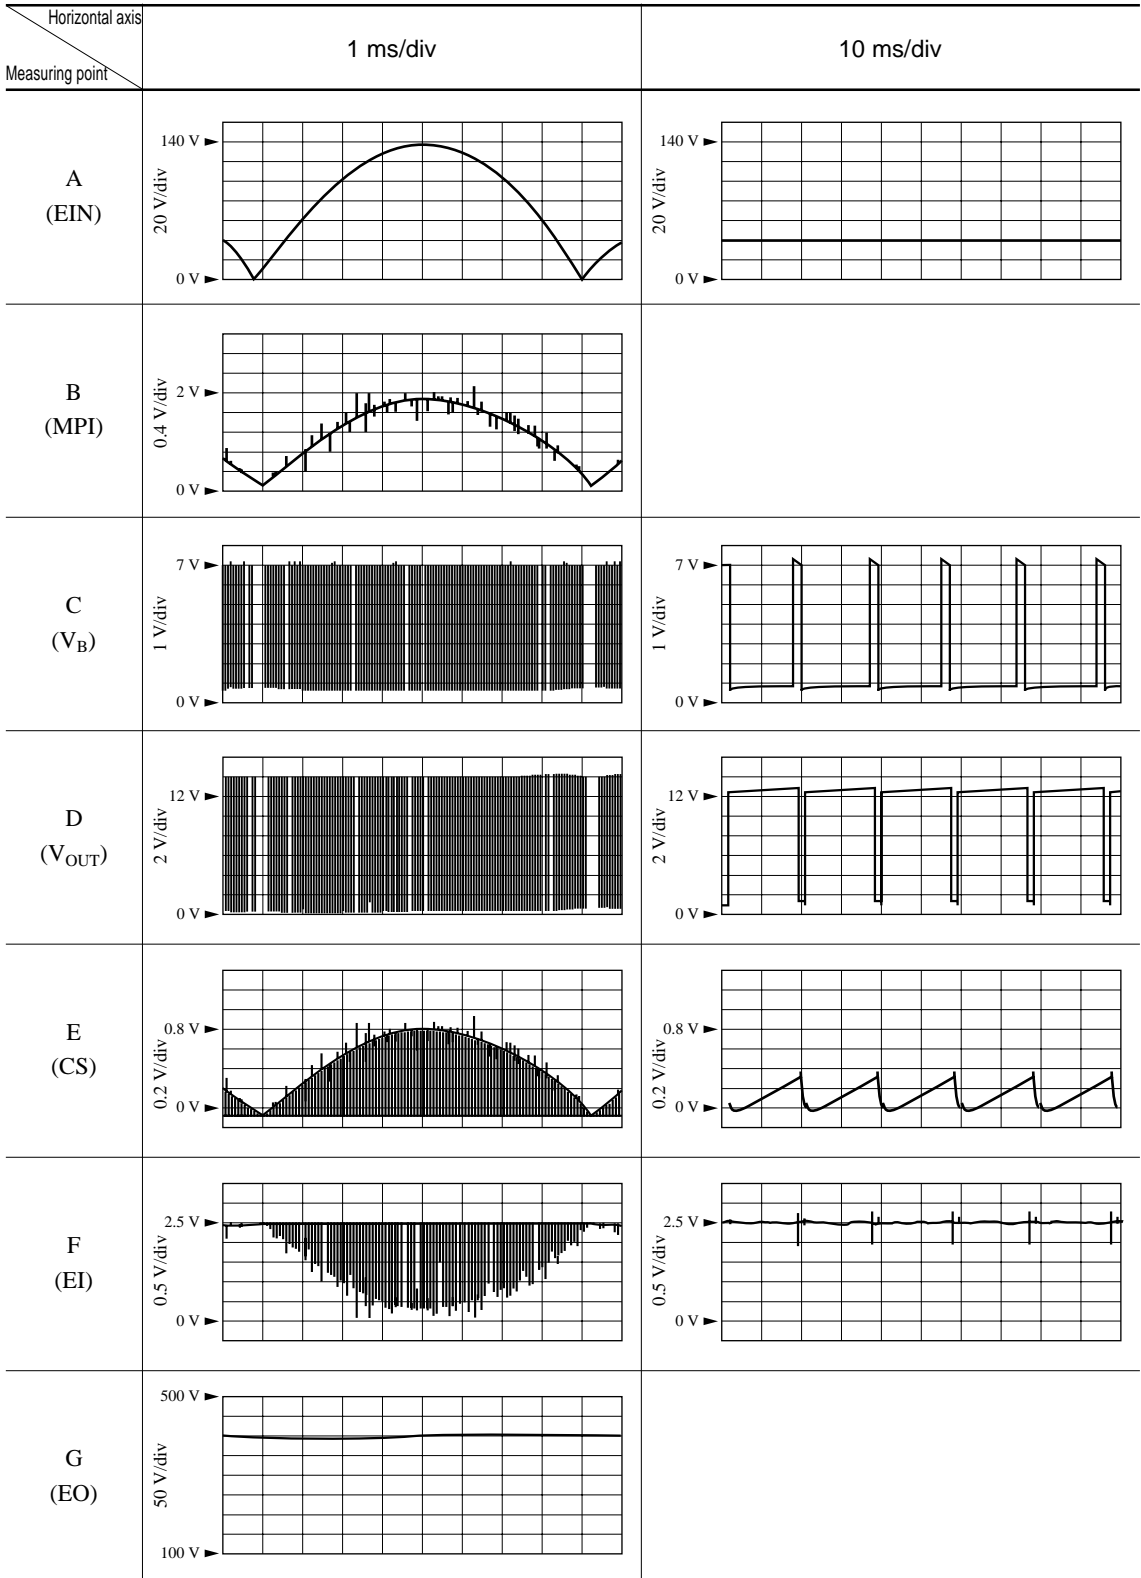 Horizontal axis
Measuring point
1 ms/div
10 ms/div
A
(EIN)
140 V ►
20 V/div
0 V ►
140 V ►
20 V/div
0 V ►
B
(MPI)
2 V ►
0.4 V/div
0 V ►
C
(VB)
7 V ►
1 V/div
0 V ►
7 V ►
1 V/div
0 V ►
D
(VOUT)
12 V ►
2 V/div
0 V ►
12 V ►
2 V/div
0 V ►
E
(CS)
0.8 V ►
0.2 V/div
0 V ►
0.8 V ►
0.2 V/div
0 V ►
F
(EI)
2.5 V ►
0.5 V/div
0 V ►
2.5 V ►
0.5 V/div
0 V ►
G
(EO)
500 V ►
50 V/div
100 V ►